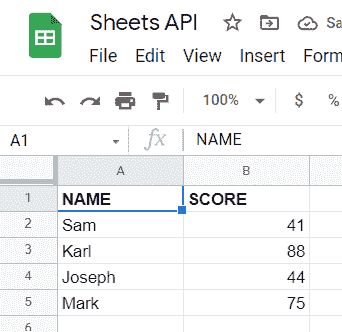 Sheets API Sa
File Edit View Insert Form
100% $ %
A1 fx NAME
A B
1 NAME SCORE
2 Sam 41
3 Karl 88
4 Joseph 44
5 Mark 75
6